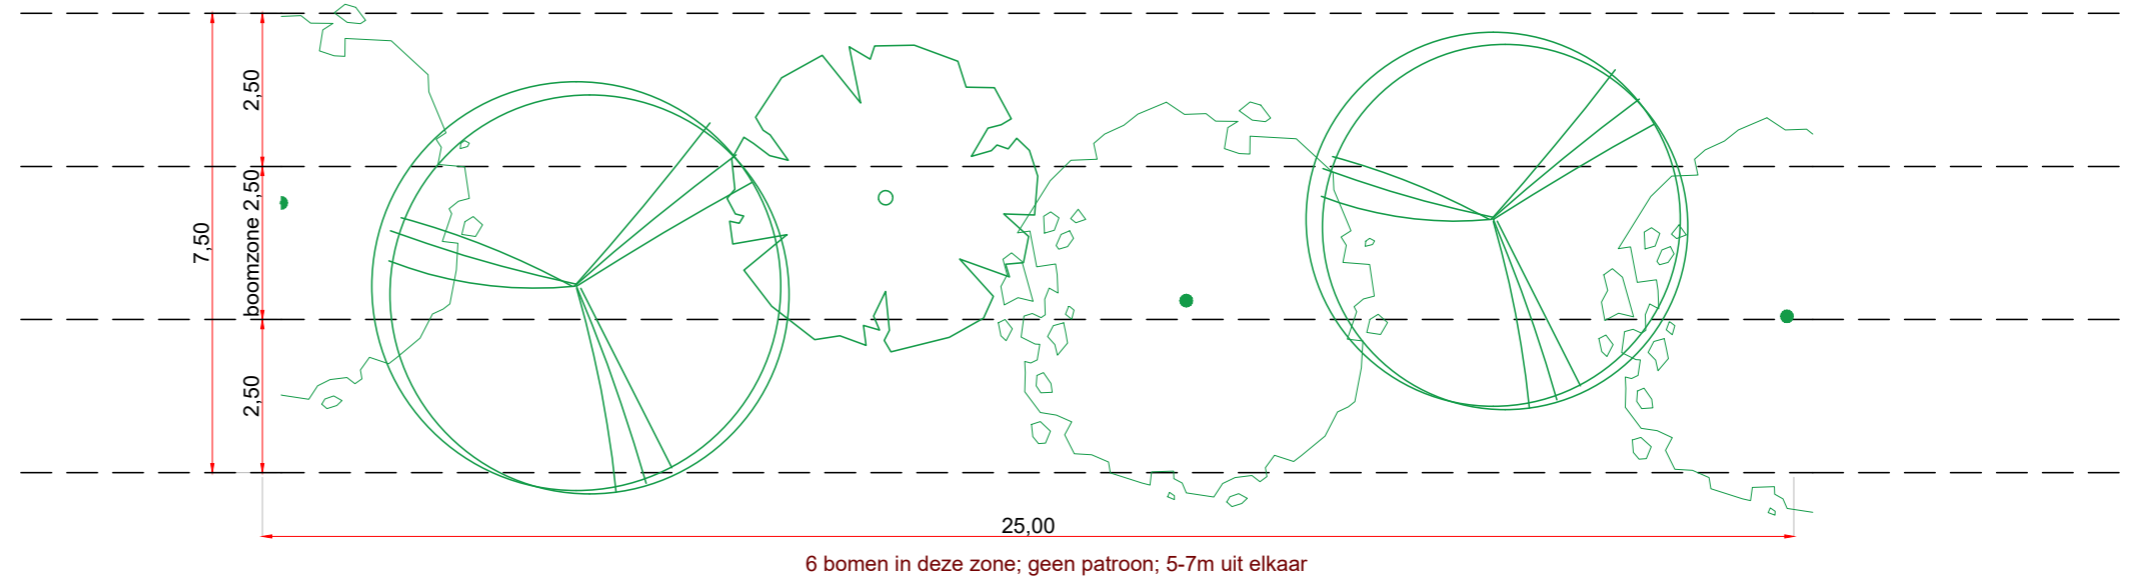 2,50
7,50
boomzone 2,50
2,50
25,00
6 bomen in deze zone; geen patroon; 5-7m uit elkaar